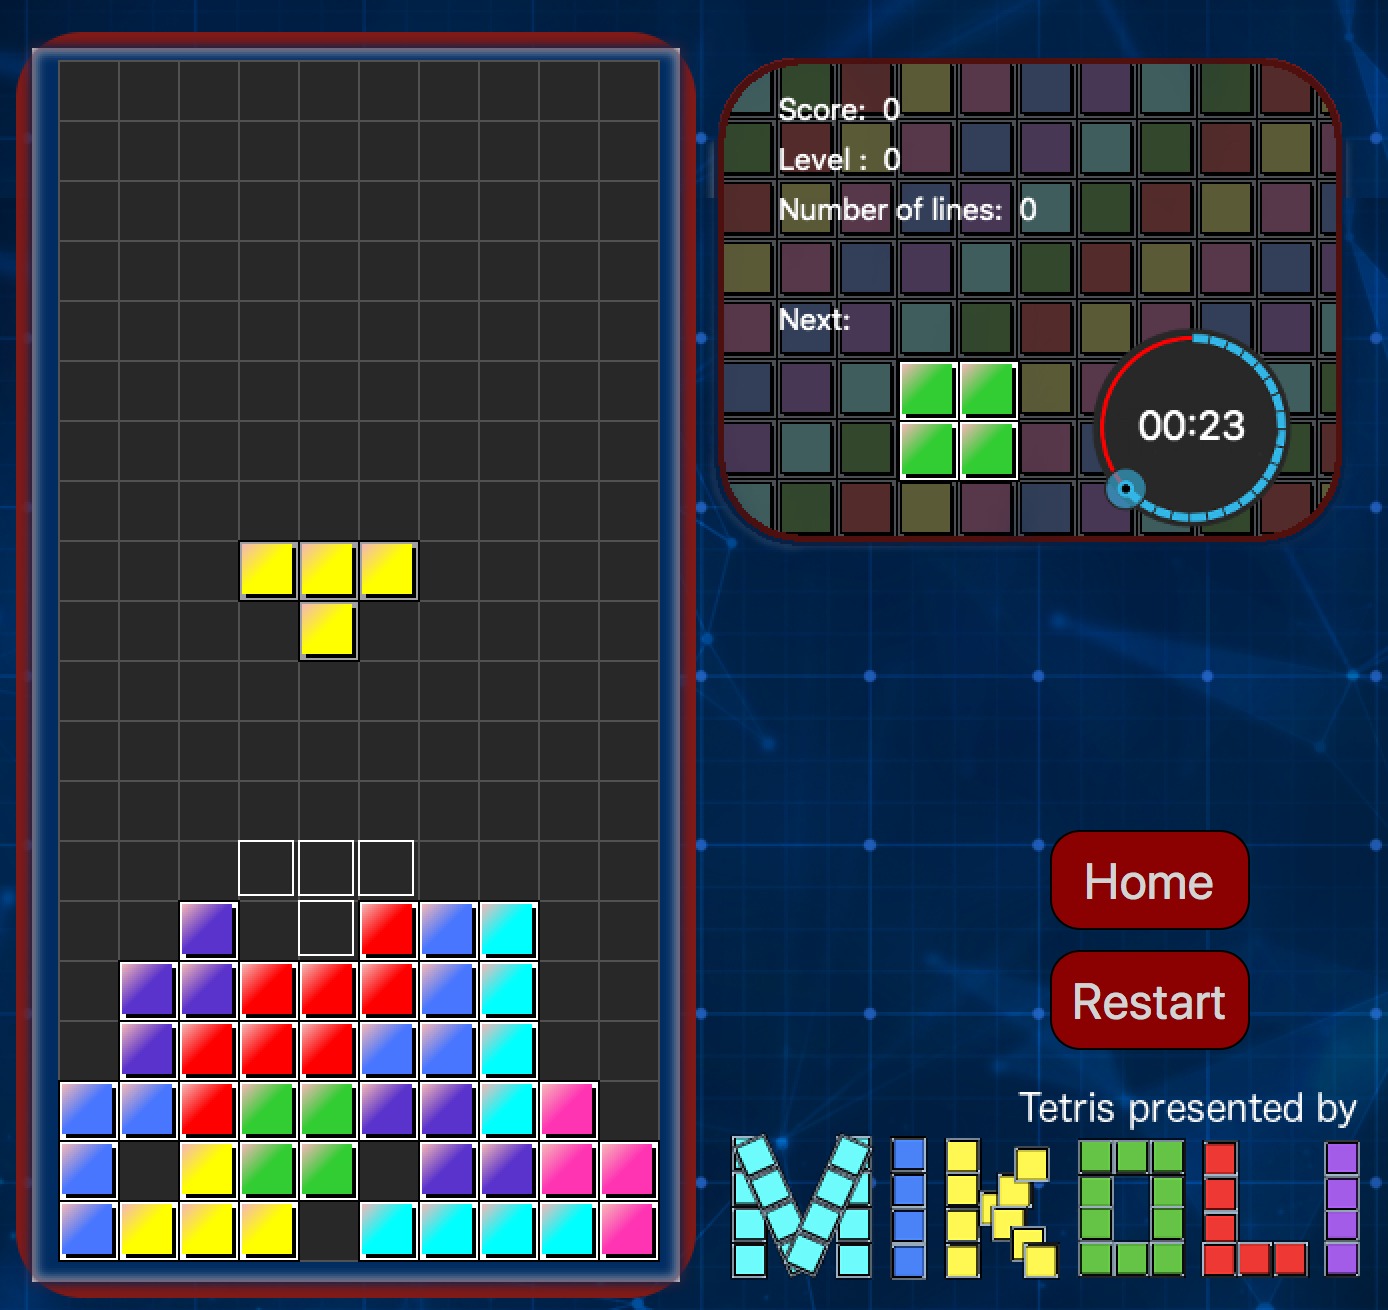 Score: 0
Level : 0
Number of lines: 0
Next:
00:23
Home
Restart
Tetris presented by
MIKOLI